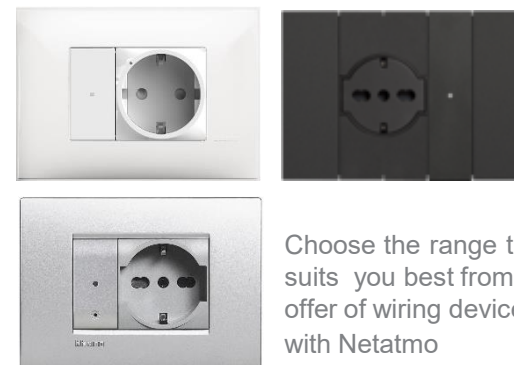 Choose the range t
suits you best from
offer of wiring device
with Netatmo